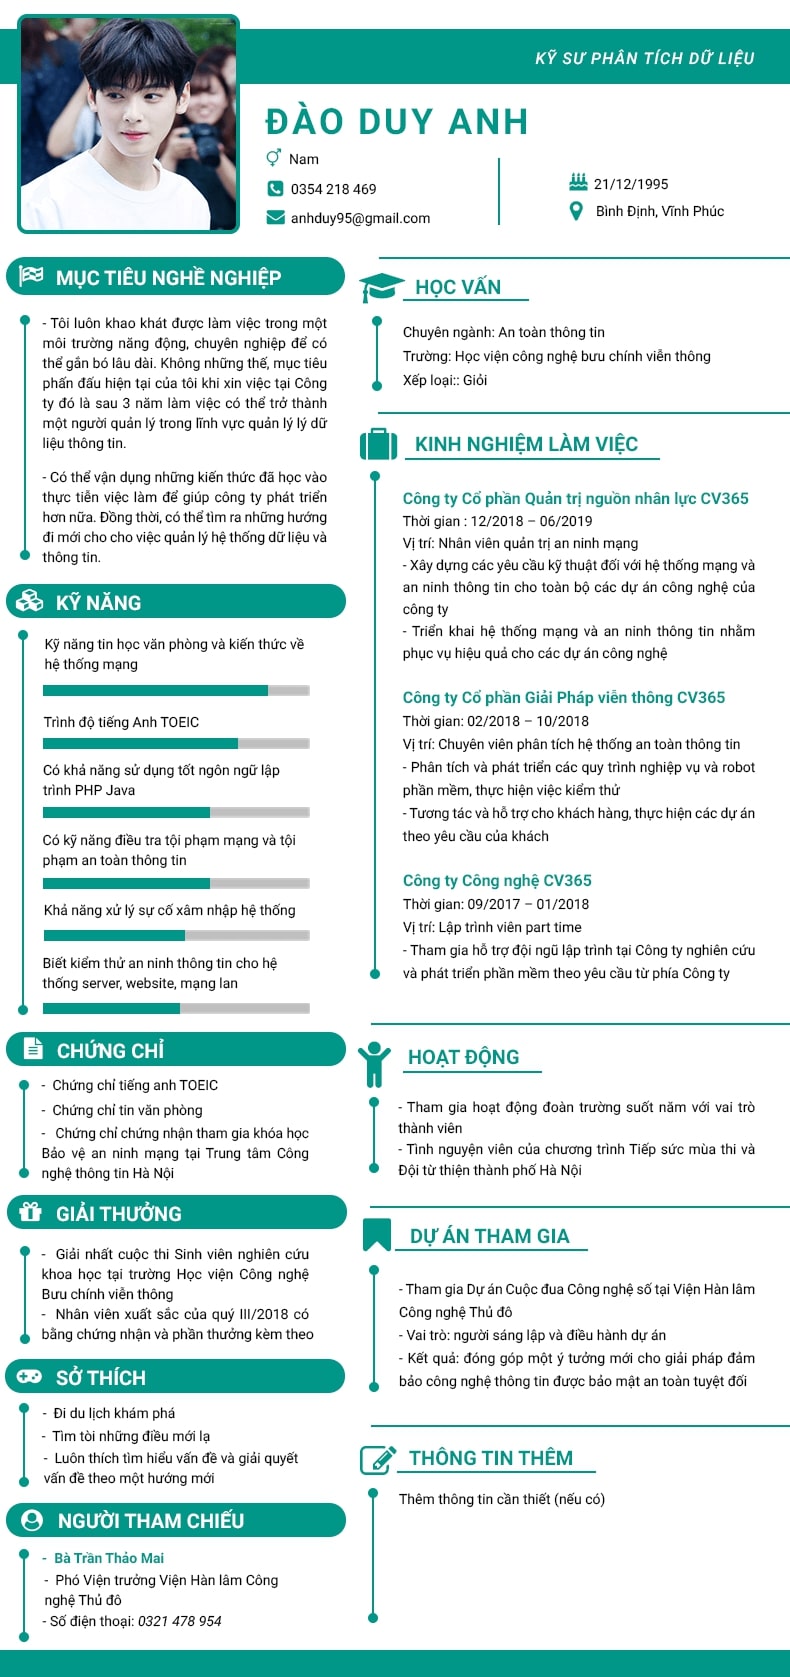 KỸ SƯ PHÂN TÍCH DỮ LIỆU
ĐÀO DUY ANH
Nam
0354 218 469
anhduy95@gmail.com
21/12/1995
Bình Định, Vĩnh Phúc
MỤC TIÊU NGHỀ NGHIỆP
- Tôi luôn khao khát được làm việc trong một
môi trường năng động, chuyên nghiệp để có
thể gắn bó lâu dài. Không những thế, mục tiêu
phấn đấu hiện tại của tôi khi xin việc tại Công
ty đó là sau 3 năm làm việc có thể trở thành
một người quản lý trong lĩnh vực quản lý lý dữ
liệu thông tin.
- Có thể vận dụng những kiến thức đã học vào
thực tiễn việc làm để giúp công ty phát triển
hơn nữa. Đồng thời, có thể tìm ra những hướng
đi mới cho cho việc quản lý hệ thống dữ liệu và
thông tin.
KỸ NĂNG
Kỹ năng tin học văn phòng và kiến thức về
hệ thống mạng
Trình độ tiếng Anh TOEIC
Có khả năng sử dụng tốt ngôn ngữ lập
trình PHP Java
Có kỹ năng điều tra tội phạm mạng và tội
phạm an toàn thông tin
Khả năng xử lý sự cố xâm nhập hệ thống
Biết kiểm thử an ninh thông tin cho hệ
thống server, website, mạng lan
CHỨNG CHỈ
- Chứng chỉ tiếng anh TOEIC
- Chứng chỉ tin văn phòng
- Chứng chỉ chứng nhận tham gia khóa học
Bảo vệ an ninh mạng tại Trung tâm Công
nghệ thông tin Hà Nội
GIẢI THƯỞNG
- Giải nhất cuộc thi Sinh viên nghiên cứu
khoa học tại trường Học viện Công nghệ
Bưu chính viễn thông
- Nhân viên xuất sắc của quý III/2018 có
bằng chứng nhận và phần thưởng kèm theo
SỞ THÍCH
- Đi du lịch khám phá
- Tìm tòi những điều mới lạ
- Luôn thích tìm hiểu vấn đề và giải quyết
vấn đề theo một hướng mới
NGƯỜI THAM CHIẾU
- Bà Trần Thảo Mai
- Phó Viện trưởng Viện Hàn lâm Công
nghệ Thủ đô
- Số điện thoại: 0321 478 954
HỌC VẤN
Chuyên ngành: An toàn thông tin
Trường: Học viện công nghệ bưu chính viễn thông
Xếp loại:: Giỏi
KINH NGHIỆM LÀM VIỆC
Công ty Cổ phần Quản trị nguồn nhân lực CV365
Thời gian : 12/2018 – 06/2019
Vị trí: Nhân viên quản trị an ninh mạng
- Xây dựng các yêu cầu kỹ thuật đối với hệ thống mạng và
an ninh thông tin cho toàn bộ các dự án công nghệ của
công ty
- Triển khai hệ thống mạng và an ninh thông tin nhằm
phục vụ hiệu quả cho các dự án công nghệ
Công ty Cổ phần Giải Pháp viễn thông CV365
Thời gian: 02/2018 – 10/2018
Vị trí: Chuyên viên phân tích hệ thống an toàn thông tin
- Phân tích và phát triển các quy trình nghiệp vụ và robot
phần mềm, thực hiện việc kiểm thử
- Tương tác và hỗ trợ cho khách hàng, thực hiện các dự án
theo yêu cầu của khách
Công ty Công nghệ CV365
Thời gian: 09/2017 – 01/2018
Vị trí: Lập trình viên part time
- Tham gia hỗ trợ đội ngũ lập trình tại Công ty nghiên cứu
và phát triển phần mềm theo yêu cầu từ phía Công ty
HOẠT ĐỘNG
- Tham gia hoạt động đoàn trường suốt năm với vai trò
thành viên
- Tình nguyện viên của chương trình Tiếp sức mùa thi và
Đội từ thiện thành phố Hà Nội
DỰ ÁN THAM GIA
- Tham gia Dự án Cuộc đua Công nghệ số tại Viện Hàn lâm
Công nghệ Thủ đô
- Vai trò: người sáng lập và điều hành dự án
- Kết quả: đóng góp một ý tưởng mới cho giải pháp đảm
bảo công nghệ thông tin được bảo mật an toàn tuyệt đối
THÔNG TIN THÊM
Thêm thông tin cần thiết (nếu có)